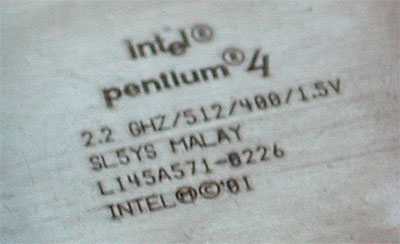 intel®
pentium®4
2.2 GHZ/512/400/1.5V
SL5YS MALAY
L145A571-0226
INTEL Ⓜ©'01